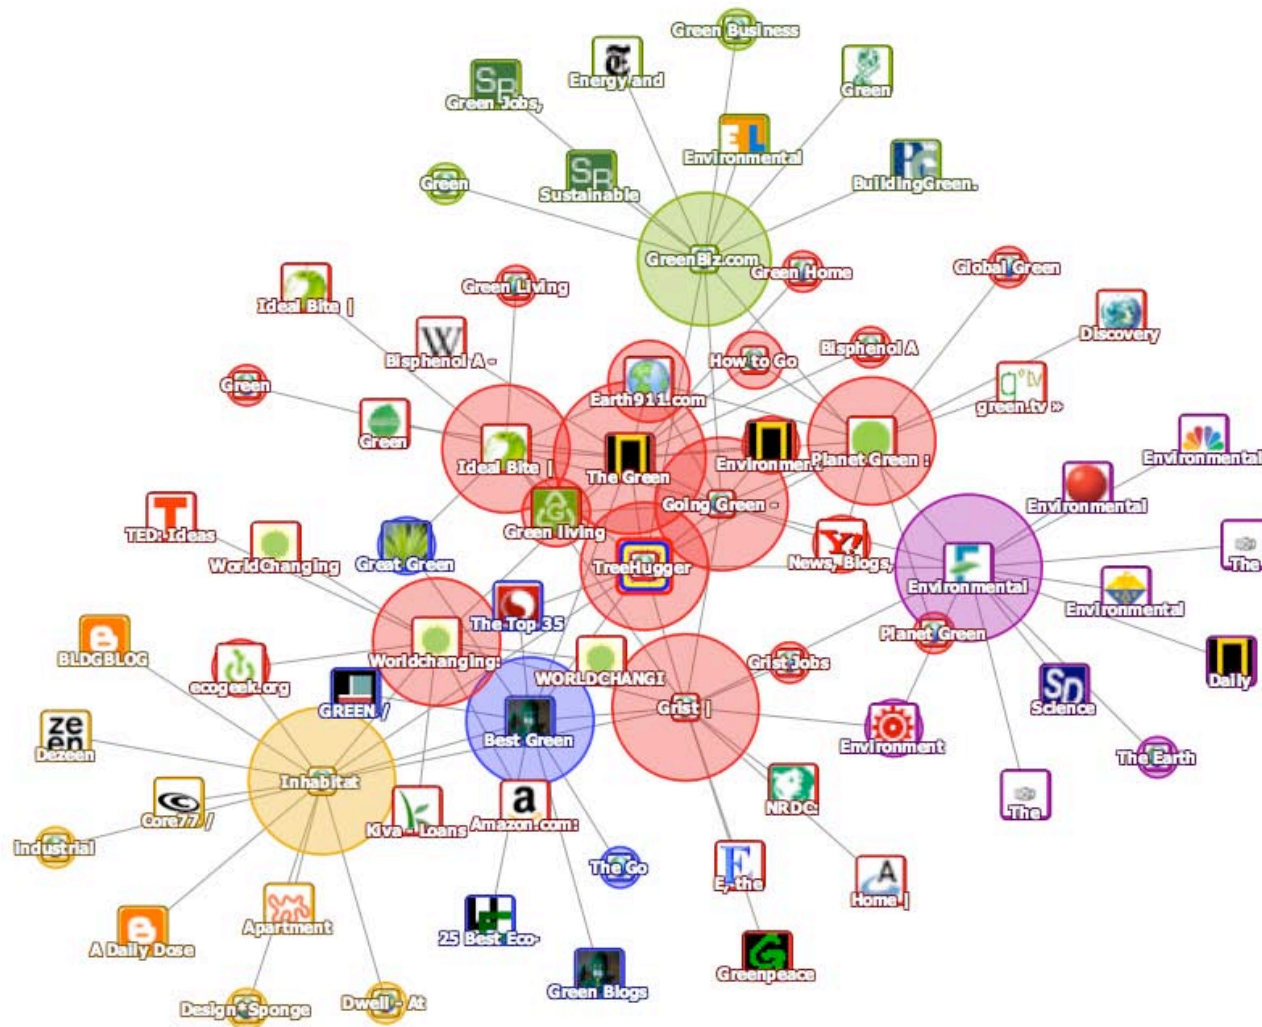 Green Business
Energy and
Green
Green Jobs,
Environmental
BuildingGreen.
Green
Sustainable
GreenBiz.com
Green Home
Global Green
Green Living
Ideal Bite |
Discovery
Bisphenol A -
Bisphenol A
How to Go
Green
Earth911.com
green.tv »
Green
Ideal Bite |
The Green
Environmen
Planet Green :
Environmental
Going Green -
Environmental
TED: Ideas
Green living
WorldChanging
Great Green
TreeHugger
News, Blogs,
Environmental
The
Environmental
The Top 35
Planet Green
BLDGBLOG
Worldchanging:
WORLDCHANGI
Grist Jobs
ecogeek.org
Daily
GREEN /
Grist |
SD
Science
Best Green
Environment
zeen
Dezeen
Inhabitat
The Earth
Core77 /
Kiva - Loans
Amazon.com:
NRDC:
The
industrial
The Go
E, the
Home |
A Daily Dose
Apartment
25 Best Eco-
Greenpeace
Green Blogs
Design*Sponge
Dwell - At